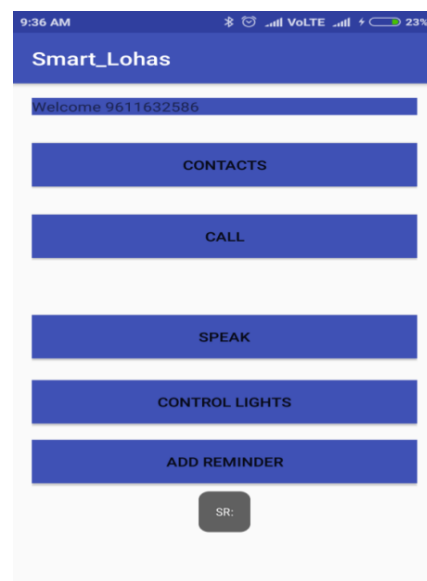 9:36 AM VoLTE 23%
Smart_Lohas
Welcome 9611632586
CONTACTS
CALL
SPEAK
CONTROL LIGHTS
ADD REMINDER
SR: